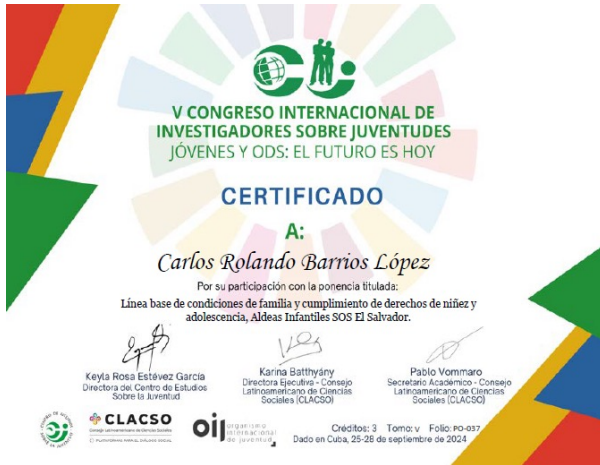 V CONGRESO INTERNACIONAL DE
INVESTIGADORES SOBRE JUVENTUDES
JÓVENES Y ODS: EL FUTURO ES HOY
CERTIFICADO
A:
Carlos Rolando Barrios López
Por su participación con la ponencia titulada:
Línea base de condiciones de familia y cumplimiento de derechos de niñez y
adolescencia, Aldeas Infantiles SOS El Salvador.
Keyla Rosa Estévez García
Directora del Centro de Estudios
Sobre la Juventud
Karina Batthyány
Directora Ejecutiva - Consejo
Latinoamericano de Ciencias
Sociales (CLACSO)
Pablo Vommaro
Secretario Académico - Consejo
Latinoamericano de Ciencias
Sociales (CLACSO)
CLACSO
Consejo Latinoamericano de Ciencias Sociales
PLATAFORMAS PARA EL DIÁLOGO SOCIAL
oij organismo
internacional
de juventud
Créditos: 3 Tomo: v Folio: PO-037
Dado en Cuba, 25-28 de septiembre de 2024